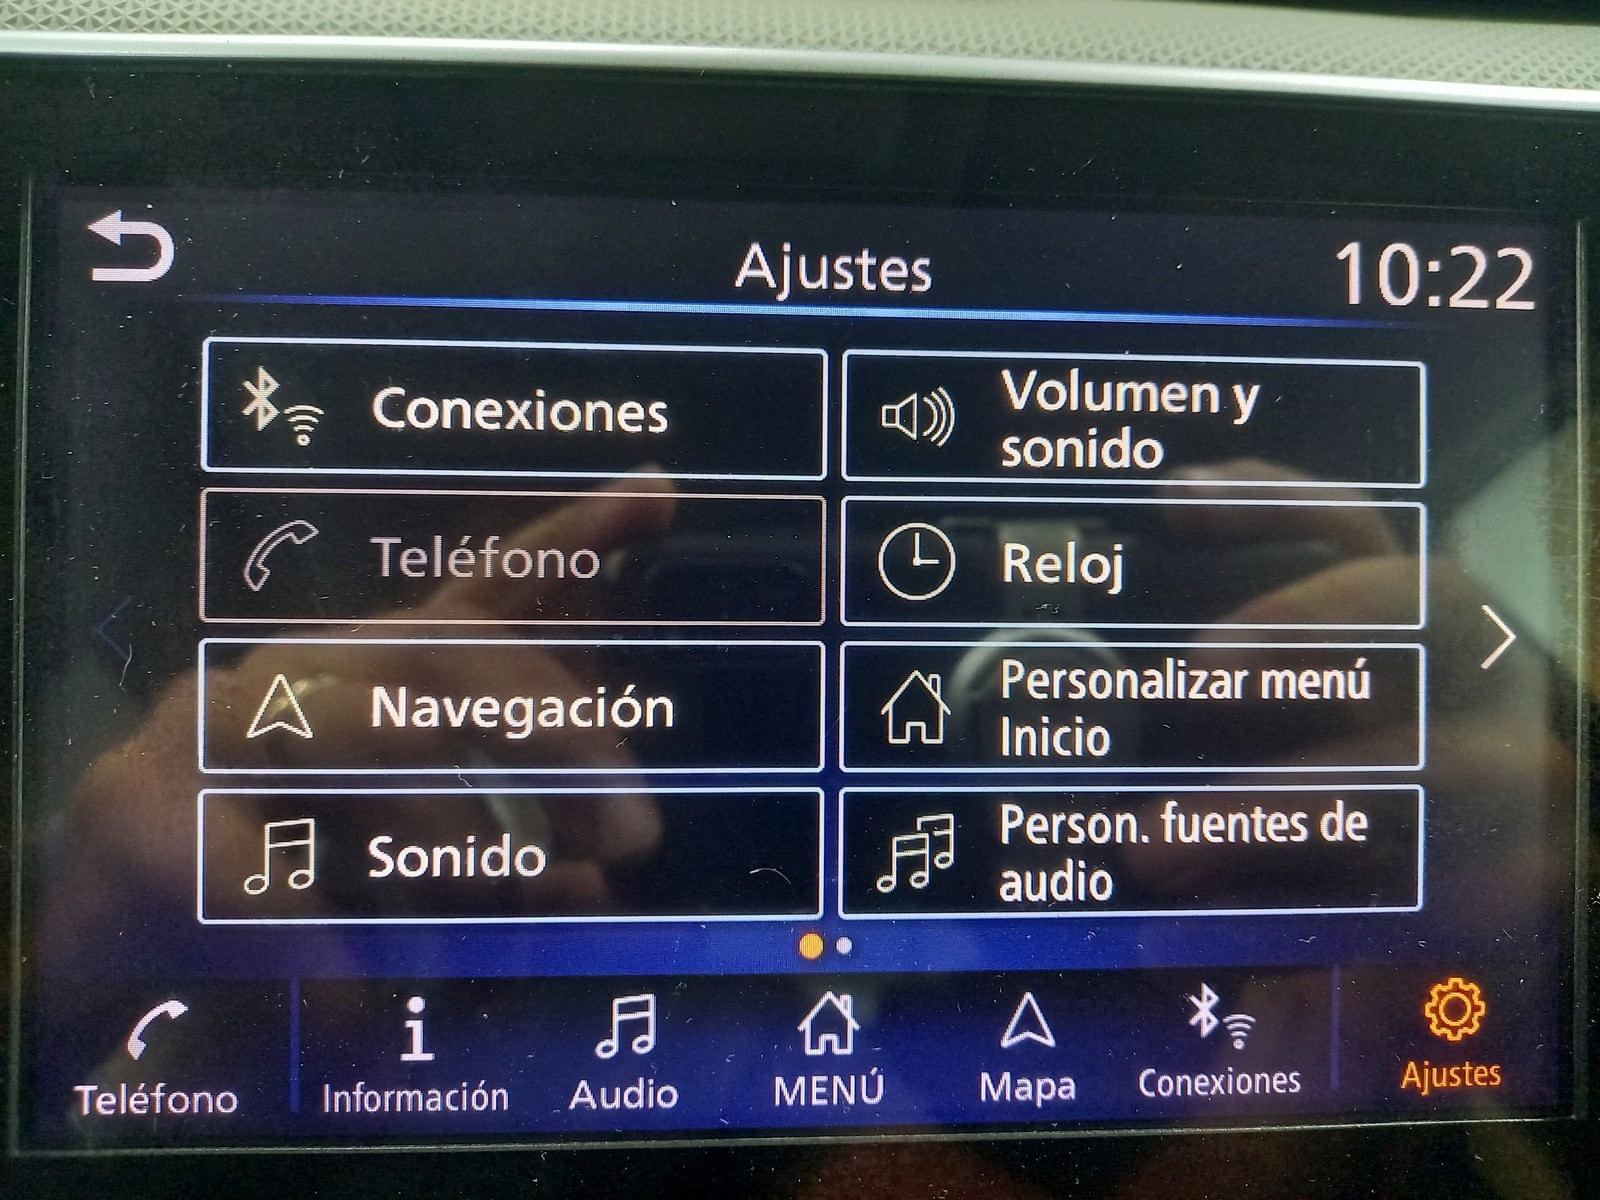 Ajustes
10:22
Conexiones
Volumen y
sonido
Teléfono
Reloj
Navegación
Personalizar menú
Inicio
Sonido
Person. fuentes de
audio
Teléfono
Información
Audio
MENÚ
Mapa
Conexiones
Ajustes